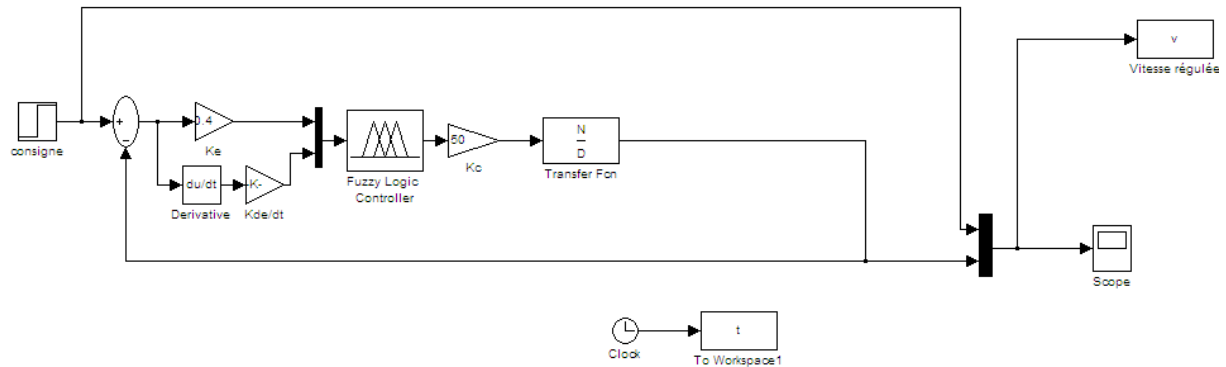 v
Vitesse régulée
consigne
+
−
0.4
Ke
du/dt
Derivative
-K-
Kde/dt
Fuzzy Logic
Controller
50
Kc
N
D
Transfer Fcn
Scope
Clock
t
To Workspace1